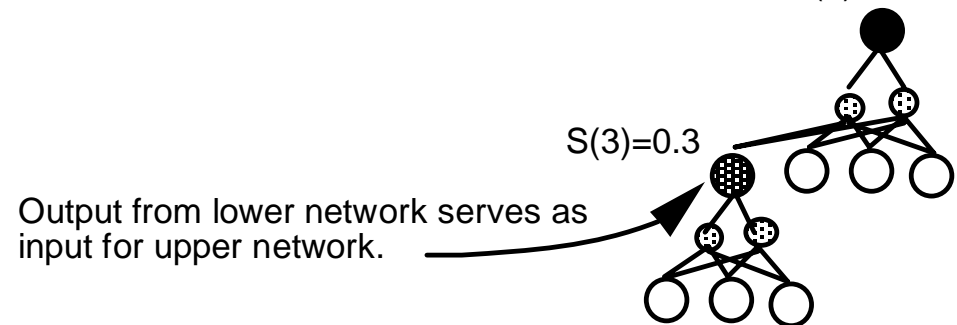 S(3)=0.3
Output from lower network serves as
input for upper network.